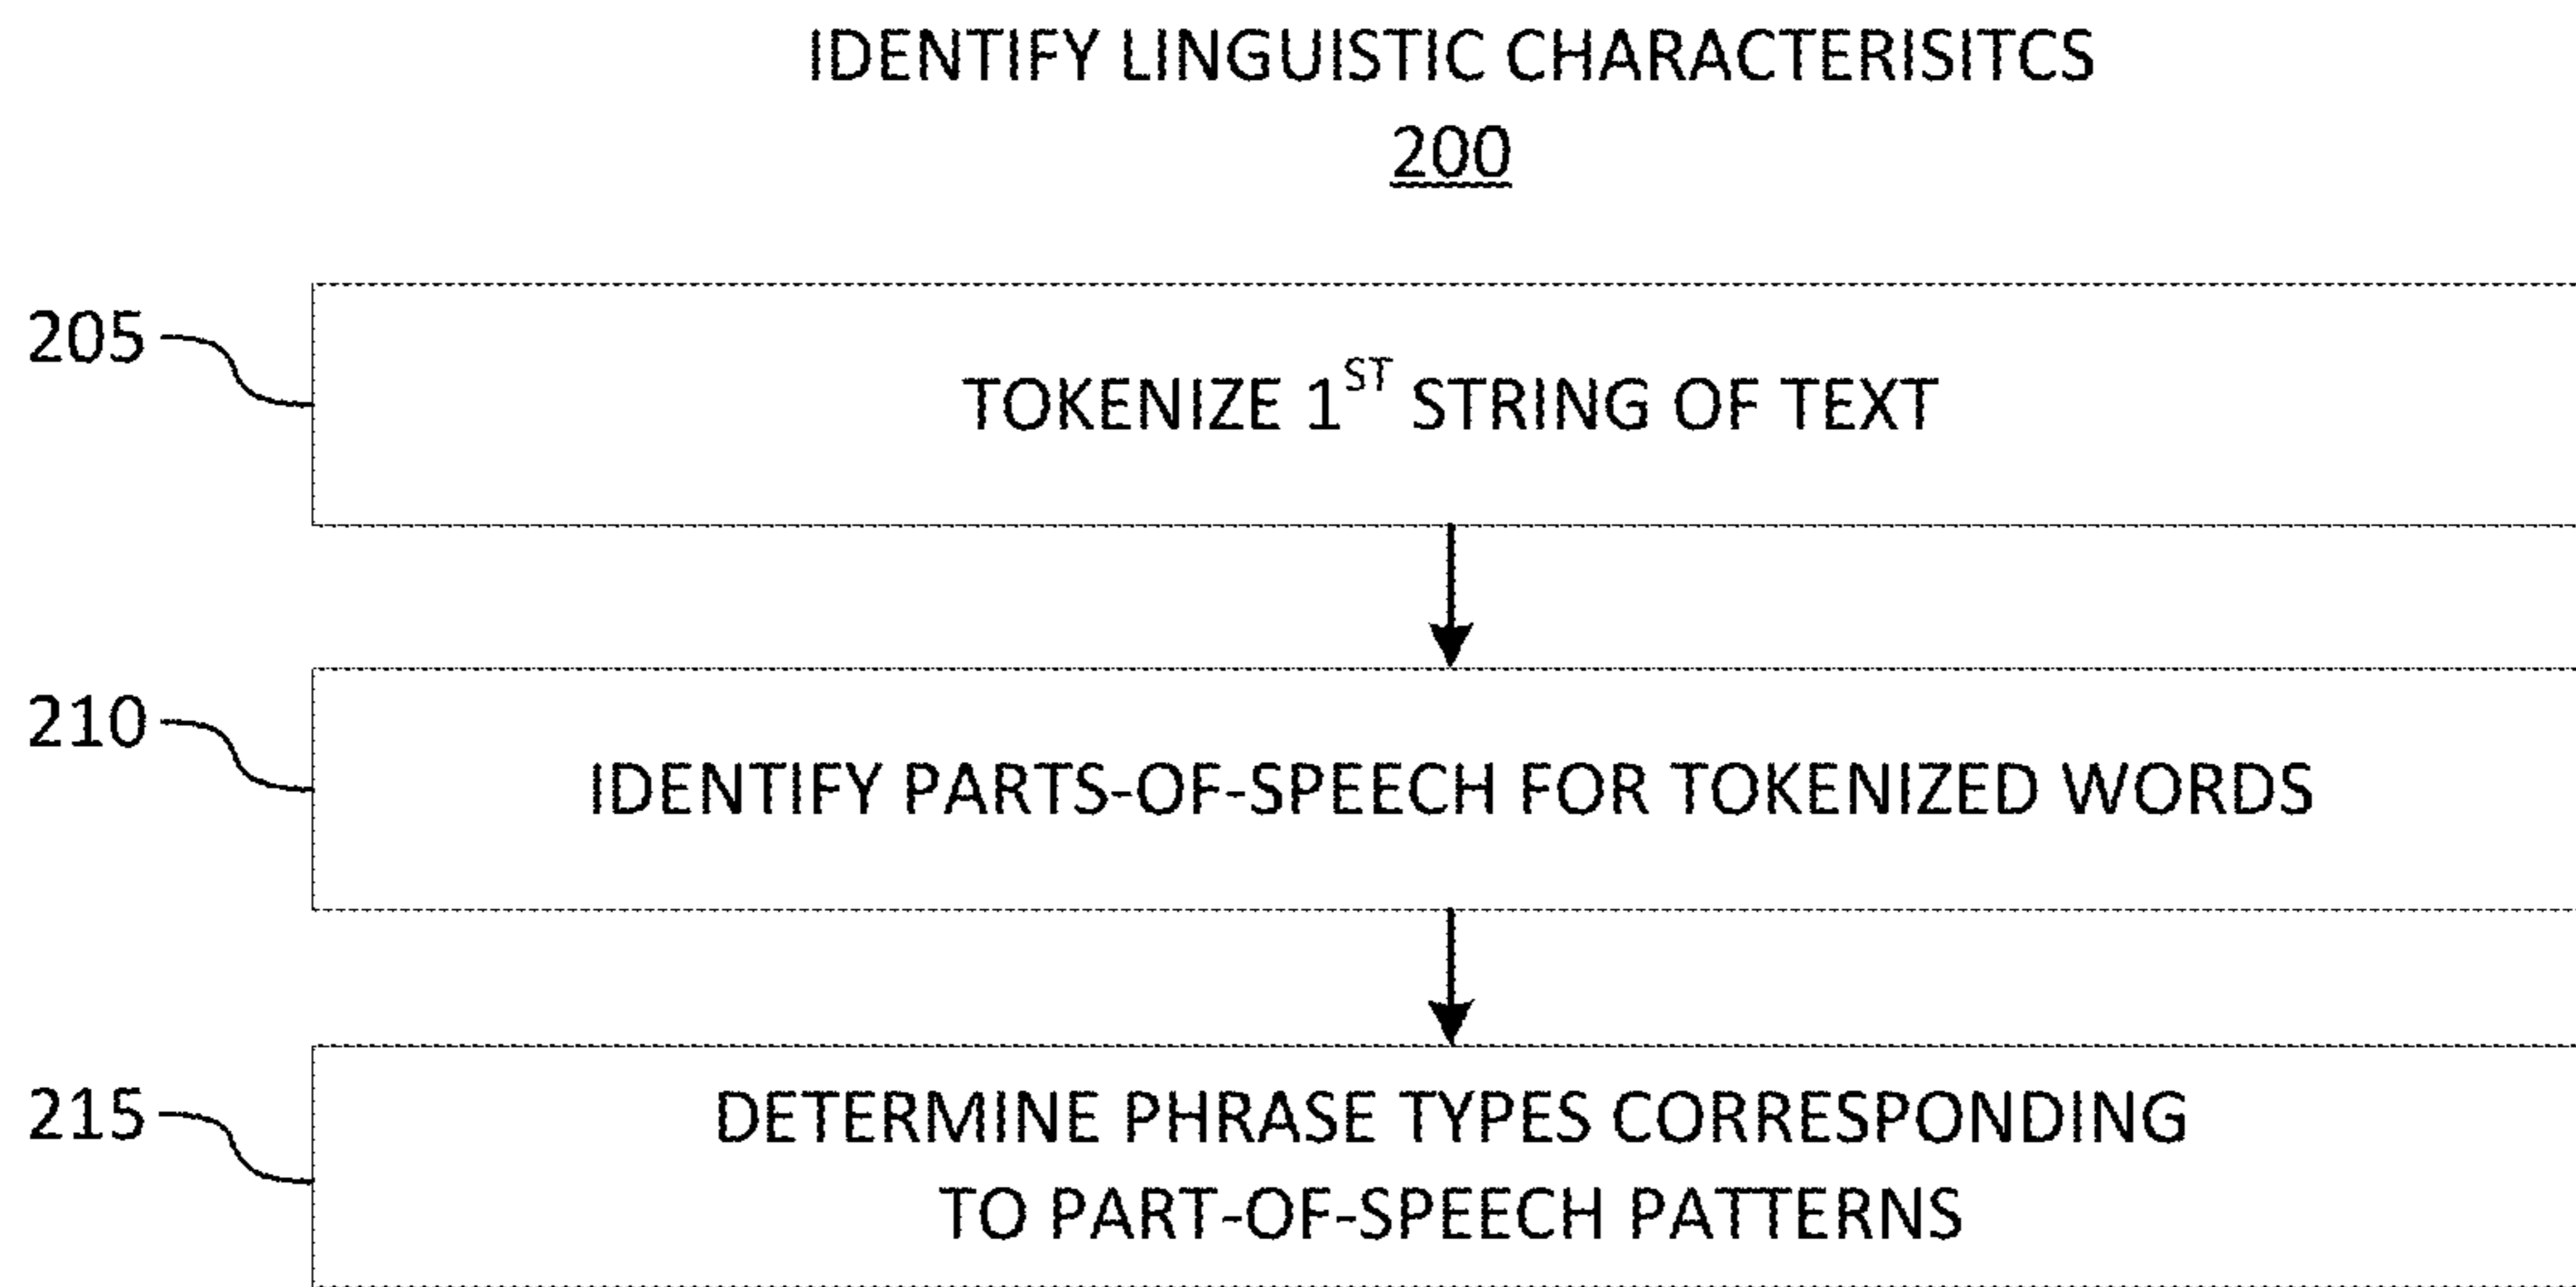 IDENTIFY LINGUISTIC CHARACTERISITCS
200
205
TOKENIZE 1ST STRING OF TEXT
210
IDENTIFY PARTS-OF-SPEECH FOR TOKENIZED WORDS
215
DETERMINE PHRASE TYPES CORRESPONDING
TO PART-OF-SPEECH PATTERNS